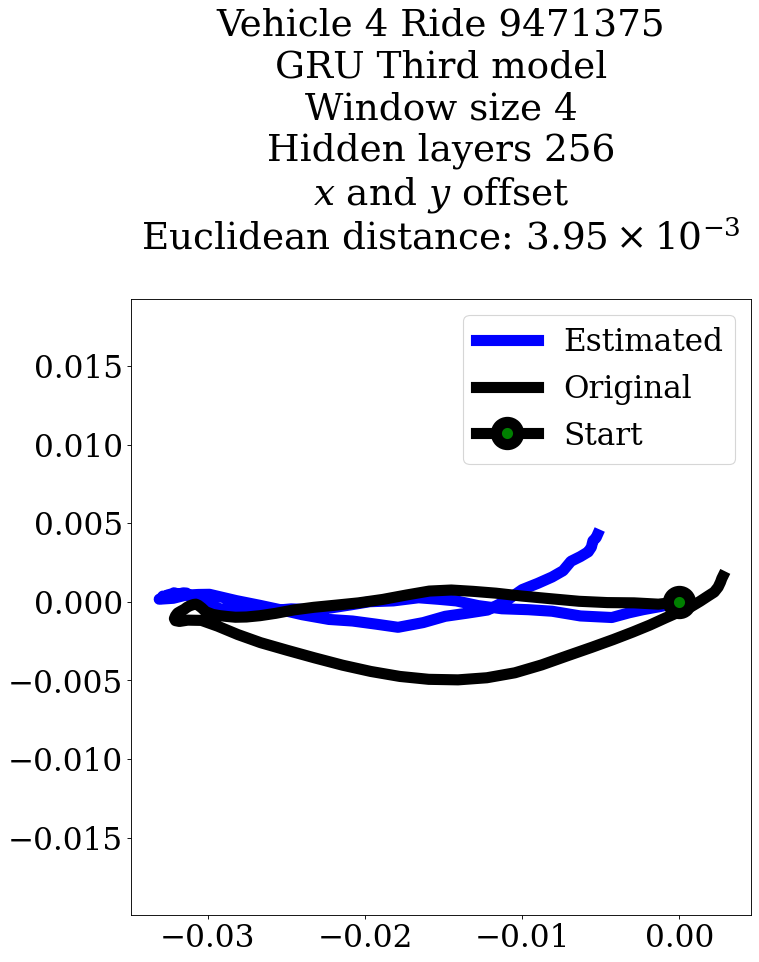 Vehicle 4 Ride 9471375
GRU Third model
Window size 4
Hidden layers 256
x and y offset
Euclidean distance: 3.95 × 10⁻³
Estimated
Original
Start
0.015
0.010
0.005
0.000
−0.005
−0.010
−0.015
−0.03 −0.02 −0.01 0.00